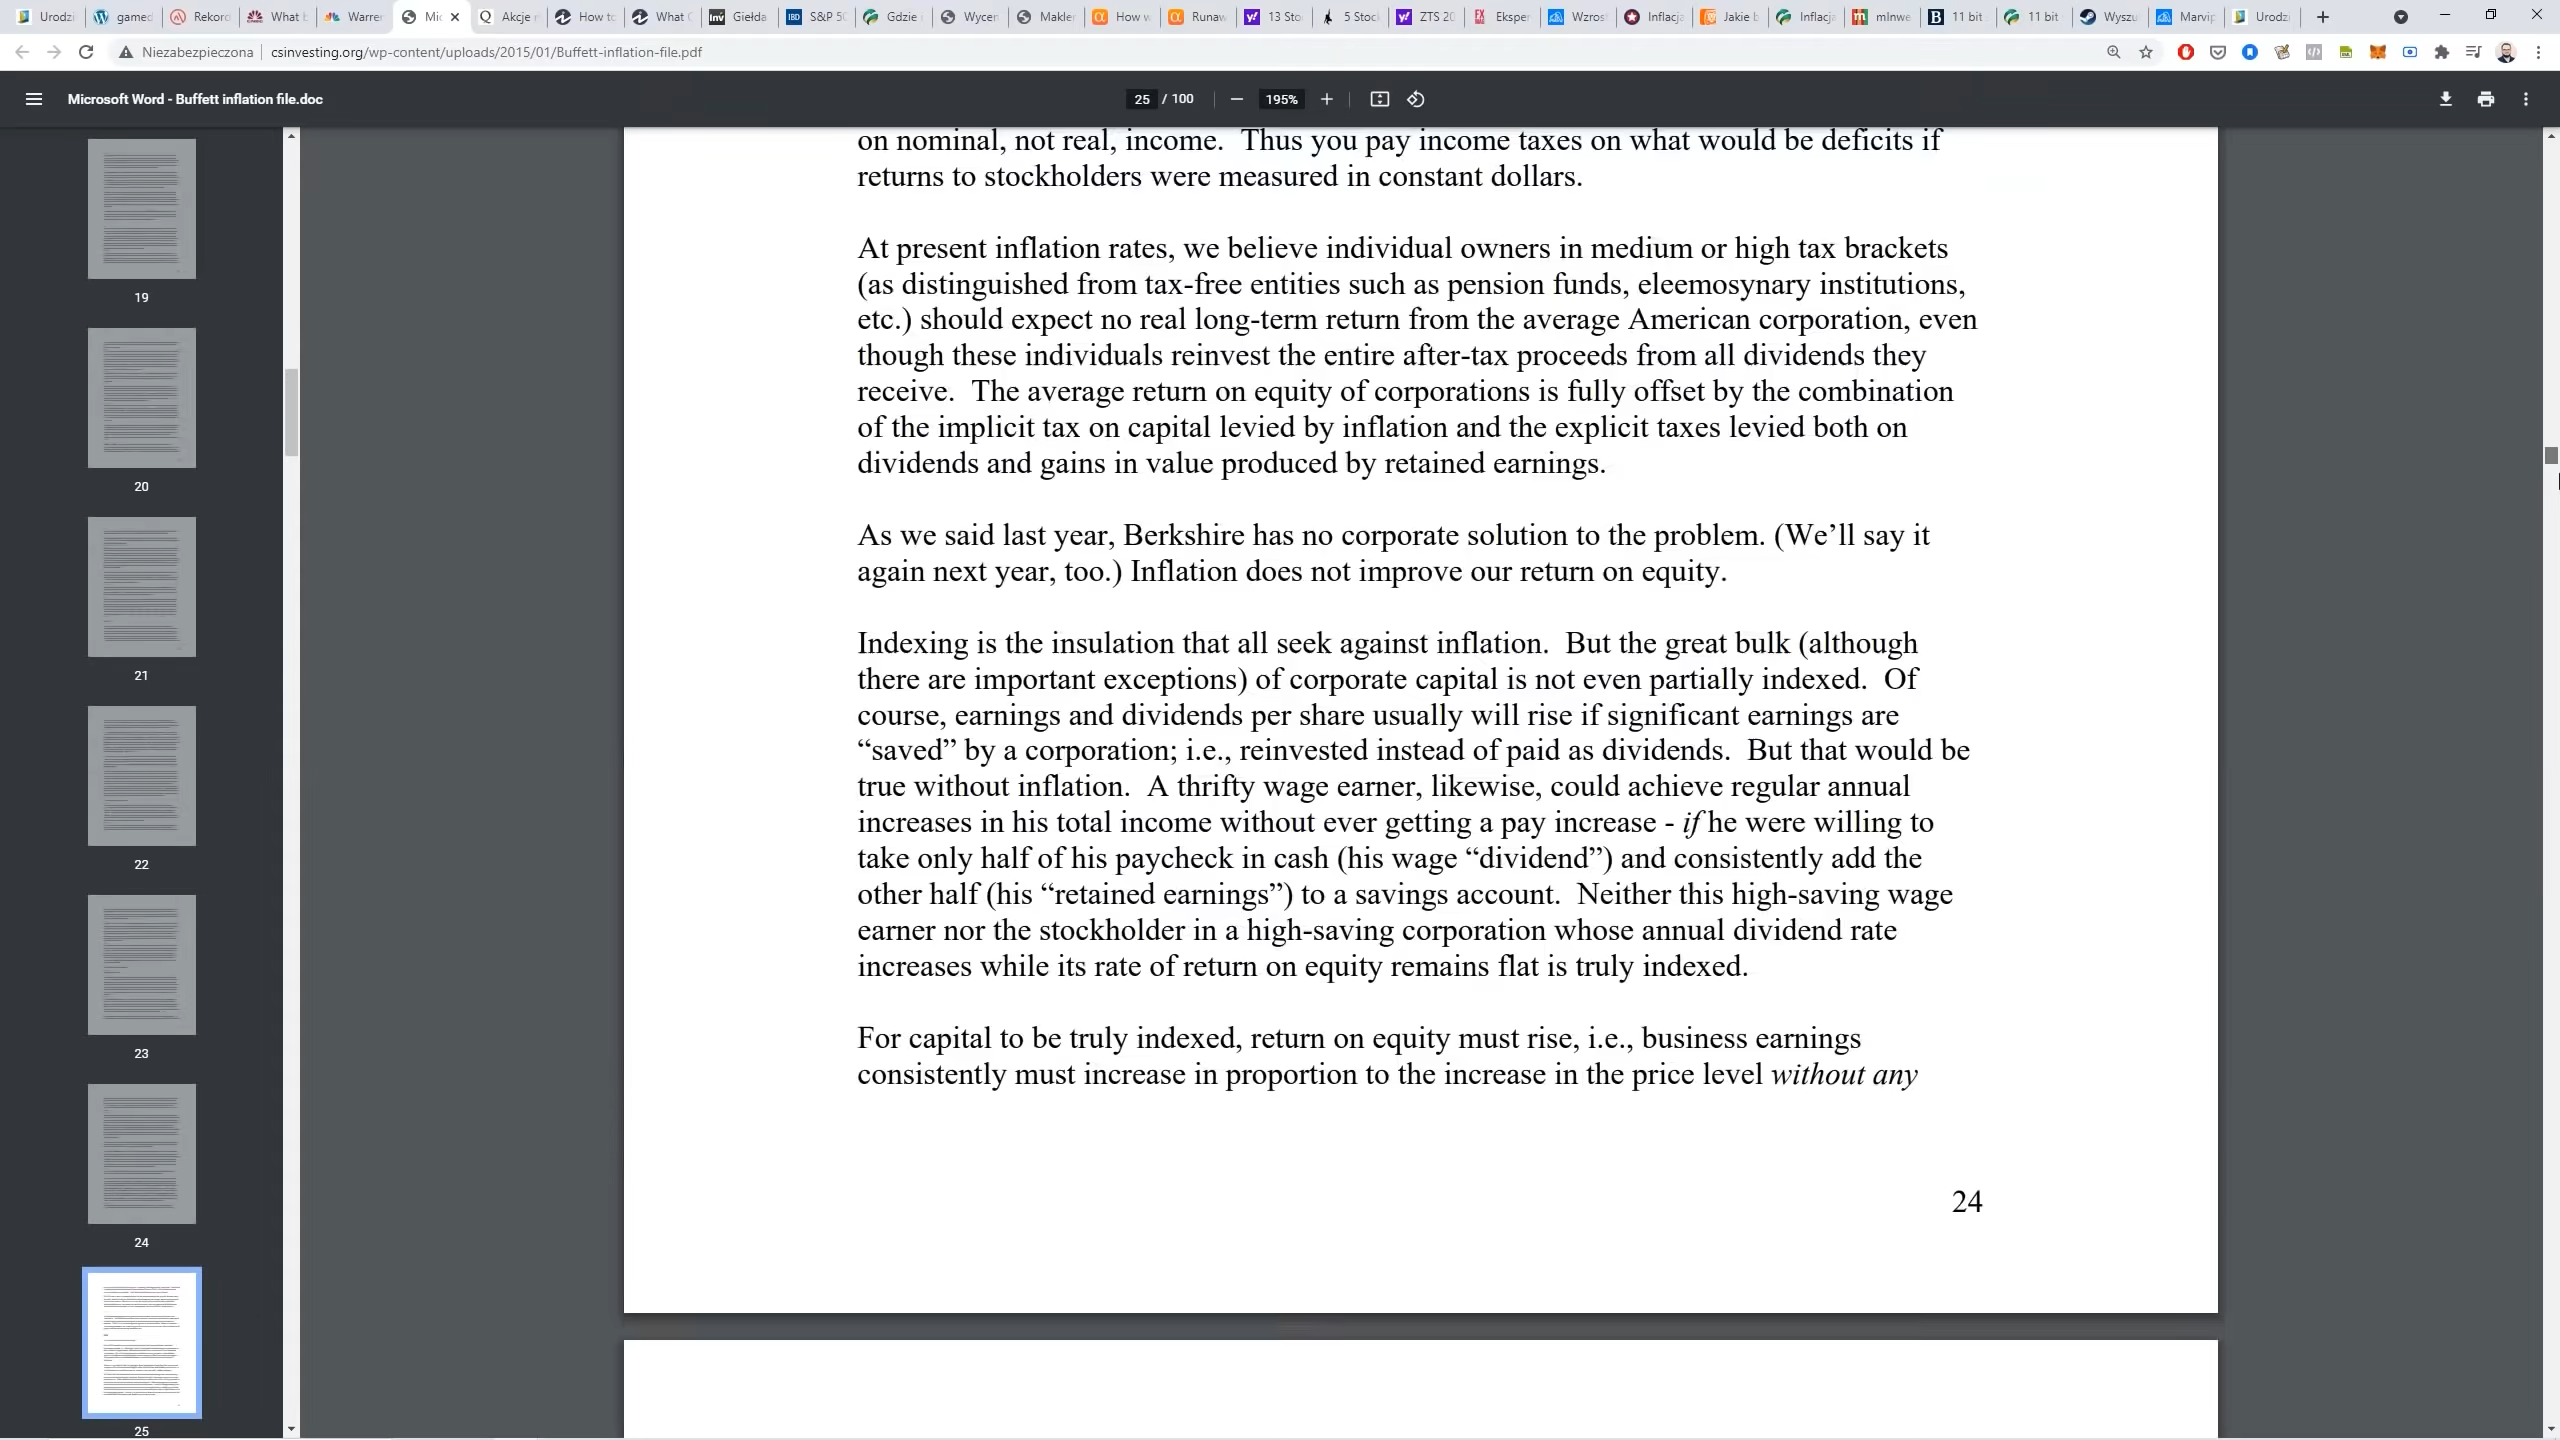 Urodzi
gamed
Rekord
What b
Warren
Mic
Akcje
How to
What C
Giełda
S&P 50
Gdzie
Wycen
Makler
How w
Runaw
13 Sto
5 Stoc
ZTS 20
Eksper
Wzros
Inflacja
Jakie b
Inflacja
mInwe
11 bit
11 bit
Wyszu
Marvip
Urodzi
Niezabezpieczona
csinvesting.org/wp-content/uploads/2015/01/Buffett-inflation-file.pdf
Microsoft Word - Buffett inflation file.doc
25 / 100
195%
19
20
21
22
23
24
25
on nominal, not real, income.  Thus you pay income taxes on what would be deficits if
returns to stockholders were measured in constant dollars.
At present inflation rates, we believe individual owners in medium or high tax brackets
(as distinguished from tax-free entities such as pension funds, eleemosynary institutions,
etc.) should expect no real long-term return from the average American corporation, even
though these individuals reinvest the entire after-tax proceeds from all dividends they
receive.  The average return on equity of corporations is fully offset by the combination
of the implicit tax on capital levied by inflation and the explicit taxes levied both on
dividends and gains in value produced by retained earnings.
As we said last year, Berkshire has no corporate solution to the problem. (We’ll say it
again next year, too.) Inflation does not improve our return on equity.
Indexing is the insulation that all seek against inflation.  But the great bulk (although
there are important exceptions) of corporate capital is not even partially indexed.  Of
course, earnings and dividends per share usually will rise if significant earnings are
“saved” by a corporation; i.e., reinvested instead of paid as dividends.  But that would be
true without inflation.  A thrifty wage earner, likewise, could achieve regular annual
increases in his total income without ever getting a pay increase - if he were willing to
take only half of his paycheck in cash (his wage “dividend”) and consistently add the
other half (his “retained earnings”) to a savings account.  Neither this high-saving wage
earner nor the stockholder in a high-saving corporation whose annual dividend rate
increases while its rate of return on equity remains flat is truly indexed.
For capital to be truly indexed, return on equity must rise, i.e., business earnings
consistently must increase in proportion to the increase in the price level without any
24